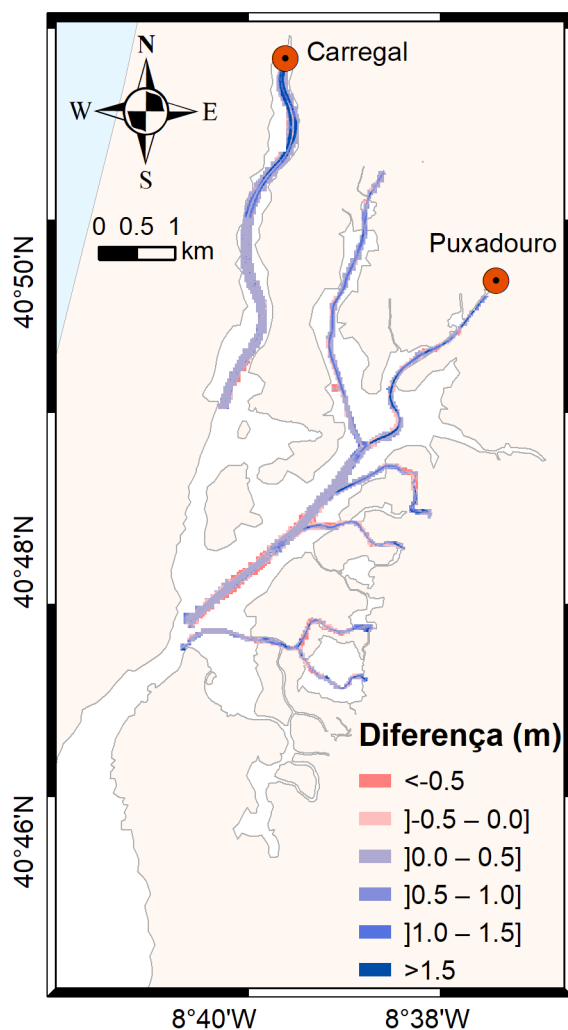 N
Carregal
W
E
S
0 0.5 1
km
Puxadouro
40°50'N
40°48'N
40°46'N
Diferença (m)
<-0.5
]-0.5 – 0.0]
]0.0 – 0.5]
]0.5 – 1.0]
]1.0 – 1.5]
>1.5
8°40'W
8°38'W